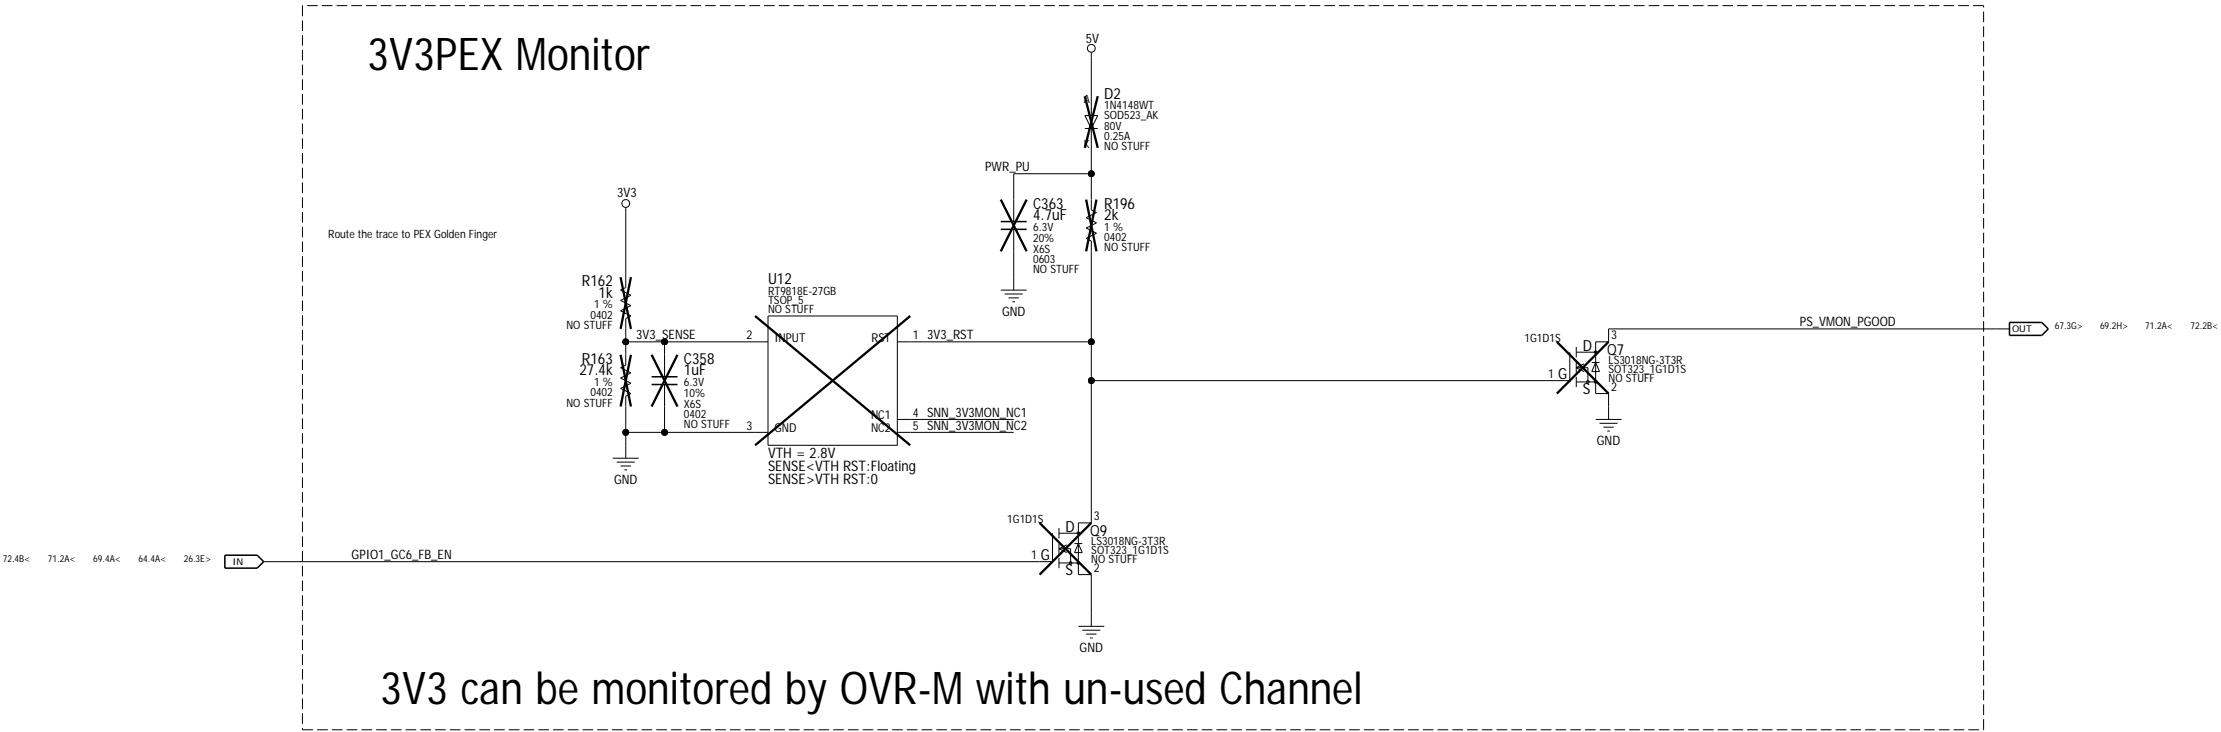 3V3PEX Monitor
5V
D2
1N4148WT
SOD523_AK
80V
0.25A
NO STUFF
A
K
PWR_PU
3V3
Route the trace to PEX Golden Finger
C363
4.7uF
6.3V
20%
X6S
0603
NO STUFF
GND
R196
2k
1 %
0402
NO STUFF
R162
1k
1 %
0402
NO STUFF
R163
27.4k
1 %
0402
NO STUFF
3V3_SENSE
C358
1uF
6.3V
10%
X6S
0402
NO STUFF
GND
U12
RT9818E-27GB
TSOP_5
NO STUFF
2 INPUT
RST 1 3V3_RST
NC1 4 SNN_3V3MON_NC1
3 GND
NC2 5 SNN_3V3MON_NC2
VTH = 2.8V
SENSE<VTH RST:Floating
SENSE>VTH RST:0
1G1D1S
D
3
Q7
LS3018NG-3T3R
SOT323_1G1D1S
NO STUFF
1 G
S
2
GND
PS_VMON_PGOOD
OUT
67.3G> 69.2H> 71.2A< 72.2B<
1G1D1S
D
3
Q9
LS3018NG-3T3R
SOT323_1G1D1S
NO STUFF
1 G
S
2
GND
72.4B< 71.2A< 69.4A< 64.4A< 26.3E>
IN
GPIO1_GC6_FB_EN
3V3 can be monitored by OVR-M with un-used Channel